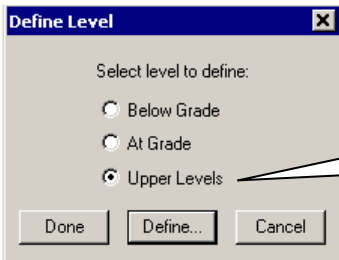 Define Level
Select level to define:
Below Grade
At Grade
Upper Levels
Done Define... Cancel